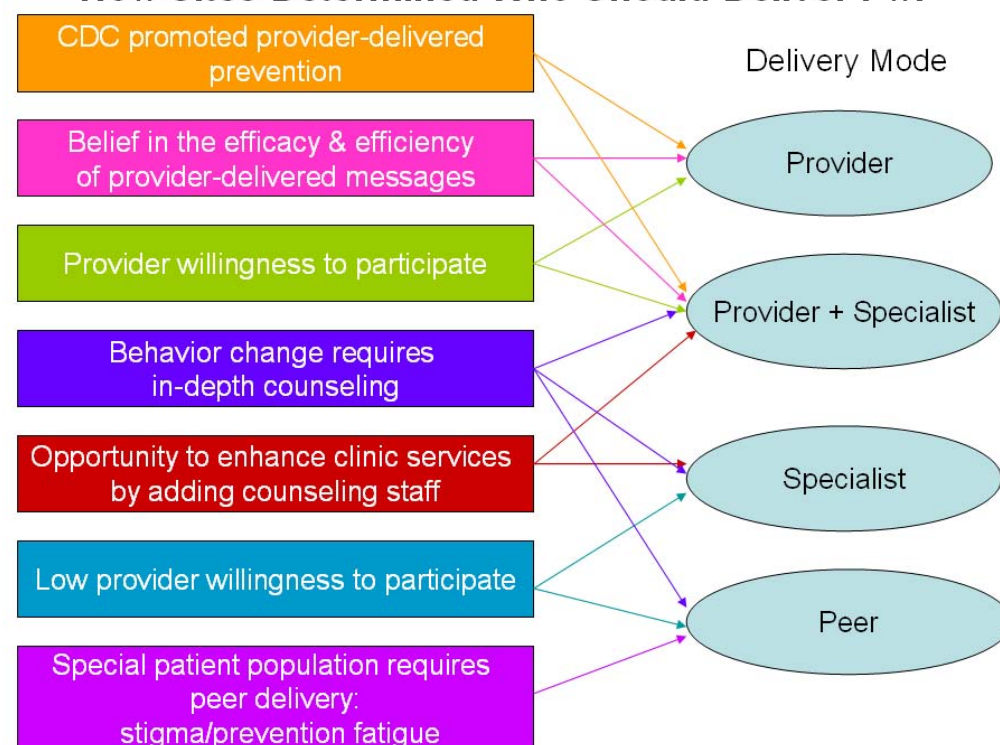 CDC promoted provider-delivered
prevention
Delivery Mode
Belief in the efficacy & efficiency
of provider-delivered messages
Provider
Provider willingness to participate
Provider + Specialist
Behavior change requires
in-depth counseling
Opportunity to enhance clinic services
by adding counseling staff
Specialist
Low provider willingness to participate
Peer
Special patient population requires
peer delivery:
stigma/prevention fatigue